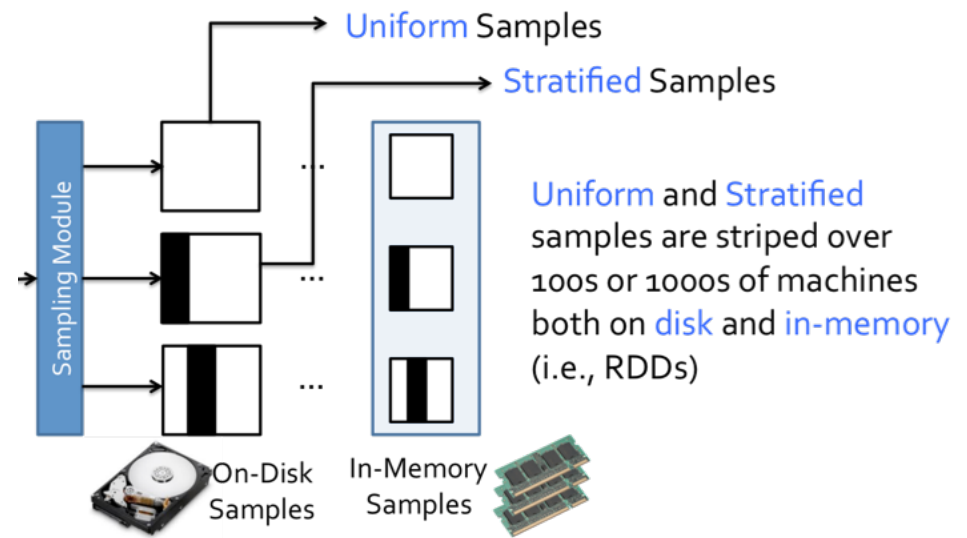 Uniform Samples
Stratified Samples
Sampling Module
...
...
...
Uniform and Stratified
samples are striped over
100s or 1000s of machines
both on disk and in-memory
(i.e., RDDs)
On-Disk
Samples
In-Memory
Samples